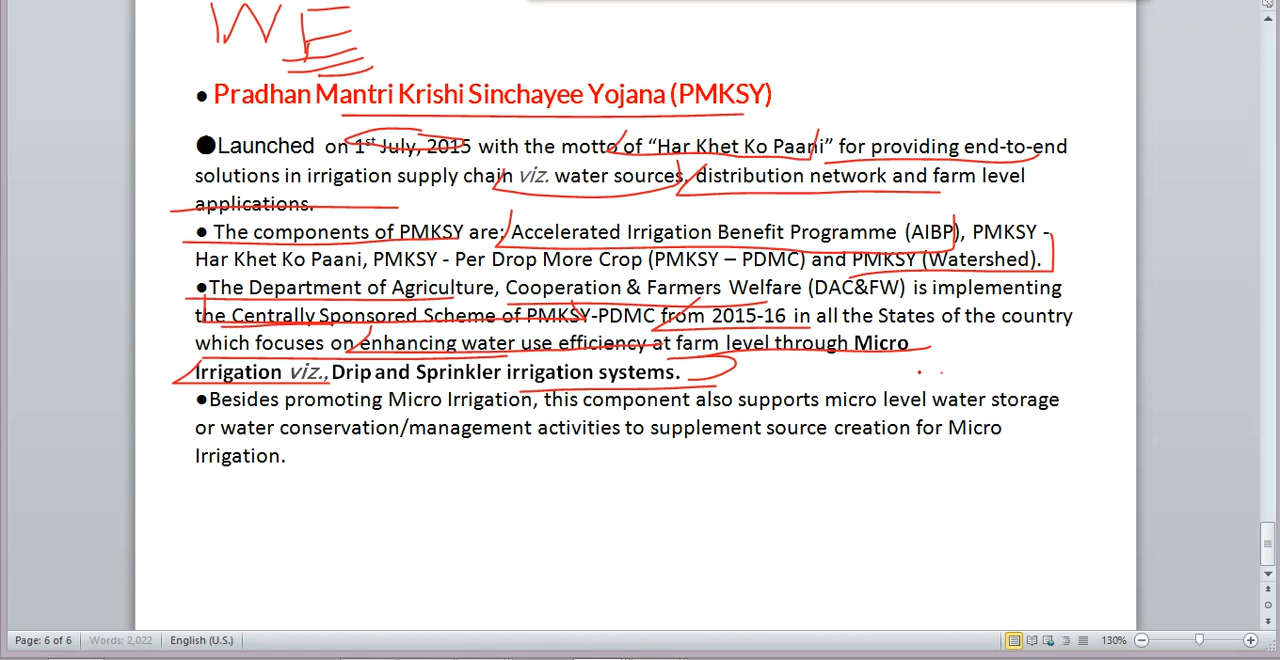 WE
● Pradhan Mantri Krishi Sinchayee Yojana (PMKSY)
●Launched on 1st July, 2015 with the motto of “Har Khet Ko Paani” for providing end-to-end
solutions in irrigation supply chain viz. water sources, distribution network and farm level
applications.
● The components of PMKSY are: Accelerated Irrigation Benefit Programme (AIBP), PMKSY -
Har Khet Ko Paani, PMKSY - Per Drop More Crop (PMKSY – PDMC) and PMKSY (Watershed).
●The Department of Agriculture, Cooperation & Farmers Welfare (DAC&FW) is implementing
the Centrally Sponsored Scheme of PMKSY-PDMC from 2015-16 in all the States of the country
which focuses on enhancing water use efficiency at farm level through Micro
Irrigation viz., Drip and Sprinkler irrigation systems.
●Besides promoting Micro Irrigation, this component also supports micro level water storage
or water conservation/management activities to supplement source creation for Micro
Irrigation.
Page: 6 of 6 Words: 2,022 English (U.S.) 130%